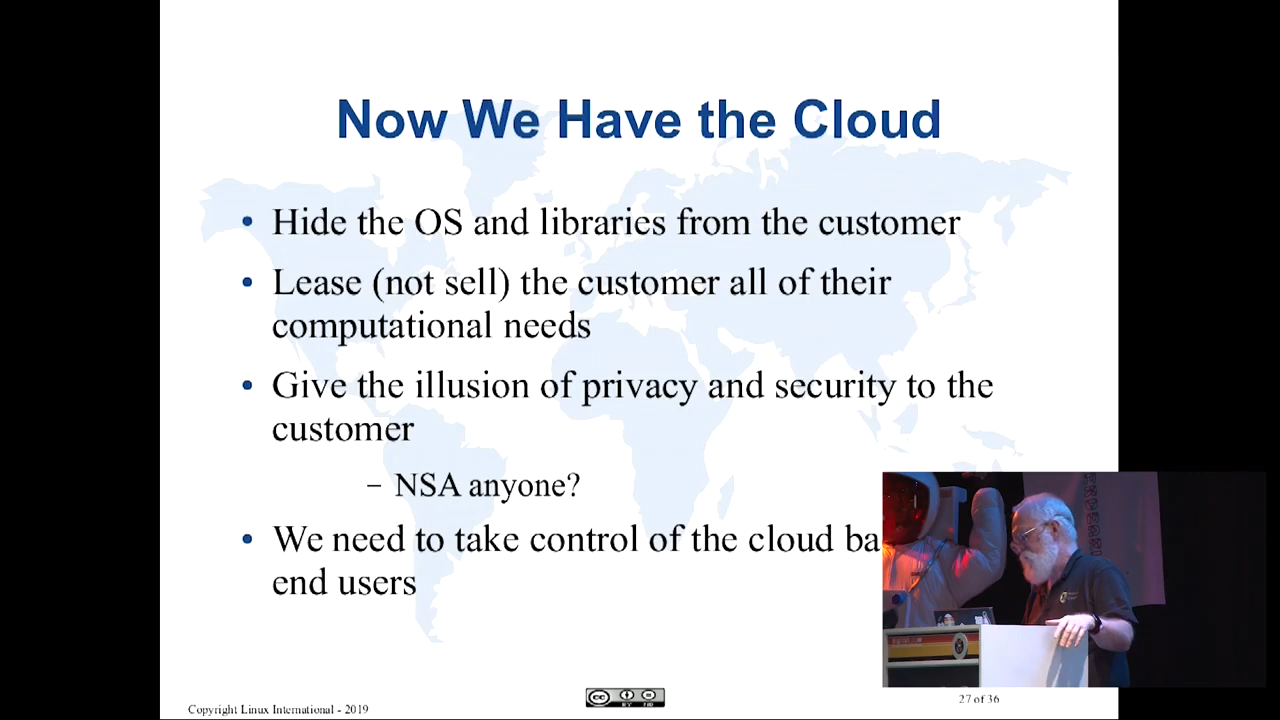 Now We Have the Cloud
• Hide the OS and libraries from the customer
• Lease (not sell) the customer all of their
computational needs
• Give the illusion of privacy and security to the
customer
– NSA anyone?
• We need to take control of the cloud ba
end users
Copyright Linux International - 2019
27 of 36